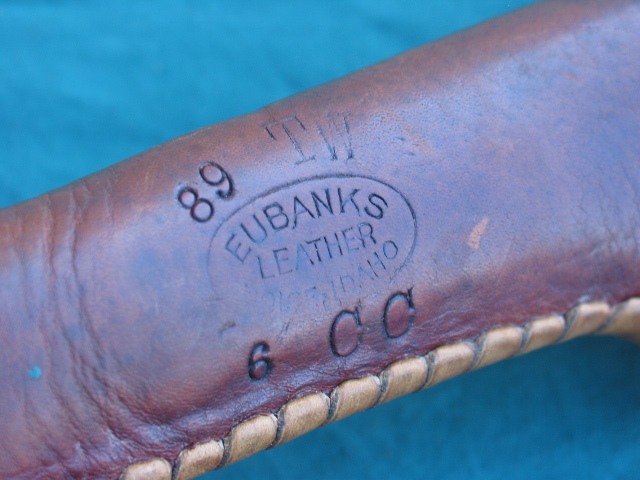 TW
89
EUBANKS
LEATHER
IDAHO
6 CC